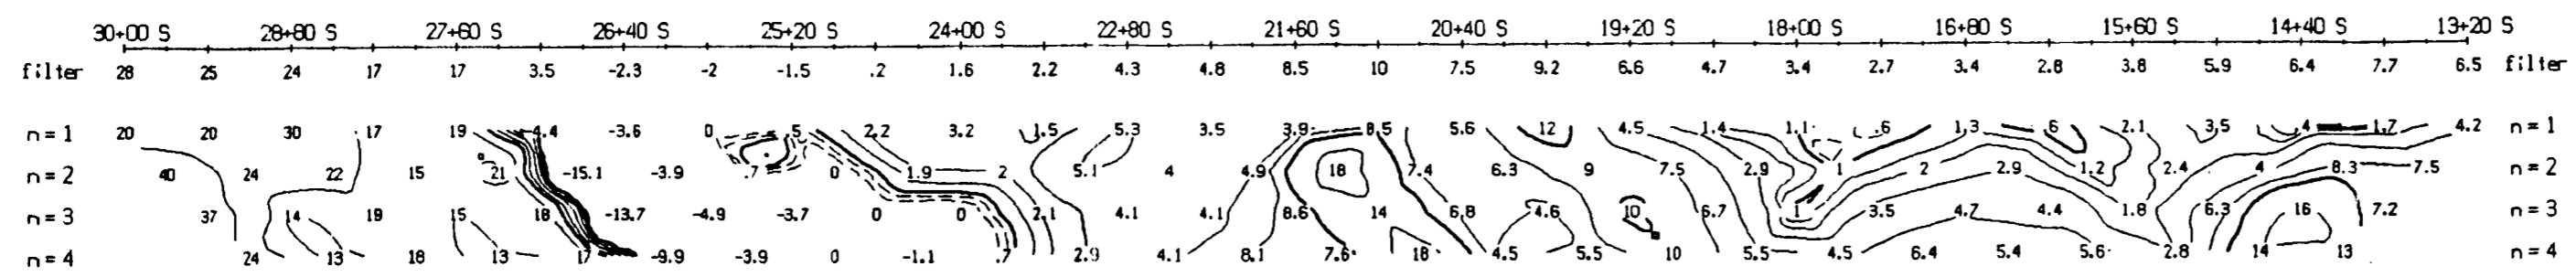 30+00 S 28+80 S 27+60 S 26+40 S 25+20 S 24+00 S 22+80 S 21+60 S 20+40 S 19+20 S 18+00 S 16+80 S 15+60 S 14+40 S 13+20 S
filter 28 25 24 17 17 3.5 -2.3 -2 -1.5 .2 1.6 2.2 4.3 4.8 8.5 10 7.5 9.2 6.6 4.7 3.4 2.7 3.4 2.8 3.8 5.9 6.4 7.7 6.5 filter
n=1 20 20 30 17 19 4.4 -3.6 0 .5 2.2 3.2 1.5 5.3 3.5 3.9 8.5 5.6 12 4.5 1.4 1.1 .6 1.3 .6 2.1 3.5 .4 1.7 4.2 n=1
n=2 40 24 22 15 21 -15.1 -3.9 .7 0 1.9 2 5.1 4 4.9 18 7.4 6.3 9 7.5 2.9 1 2 2.9 1.2 2.4 4 8.3 7.5 n=2
n=3 37 14 19 15 18 -13.7 -4.9 -3.7 0 0 2.1 4.1 4.1 8.6 14 6.8 4.6 10 6.7 1 3.5 4.7 4.4 1.8 6.3 16 7.2 n=3
n=4 24 13 18 13 17 -9.9 -3.9 0 -1.1 .7 2.9 4.1 8.1 7.6 18 4.5 5.5 10 5.5 4.5 6.4 5.4 5.6 2.8 14 13 n=4